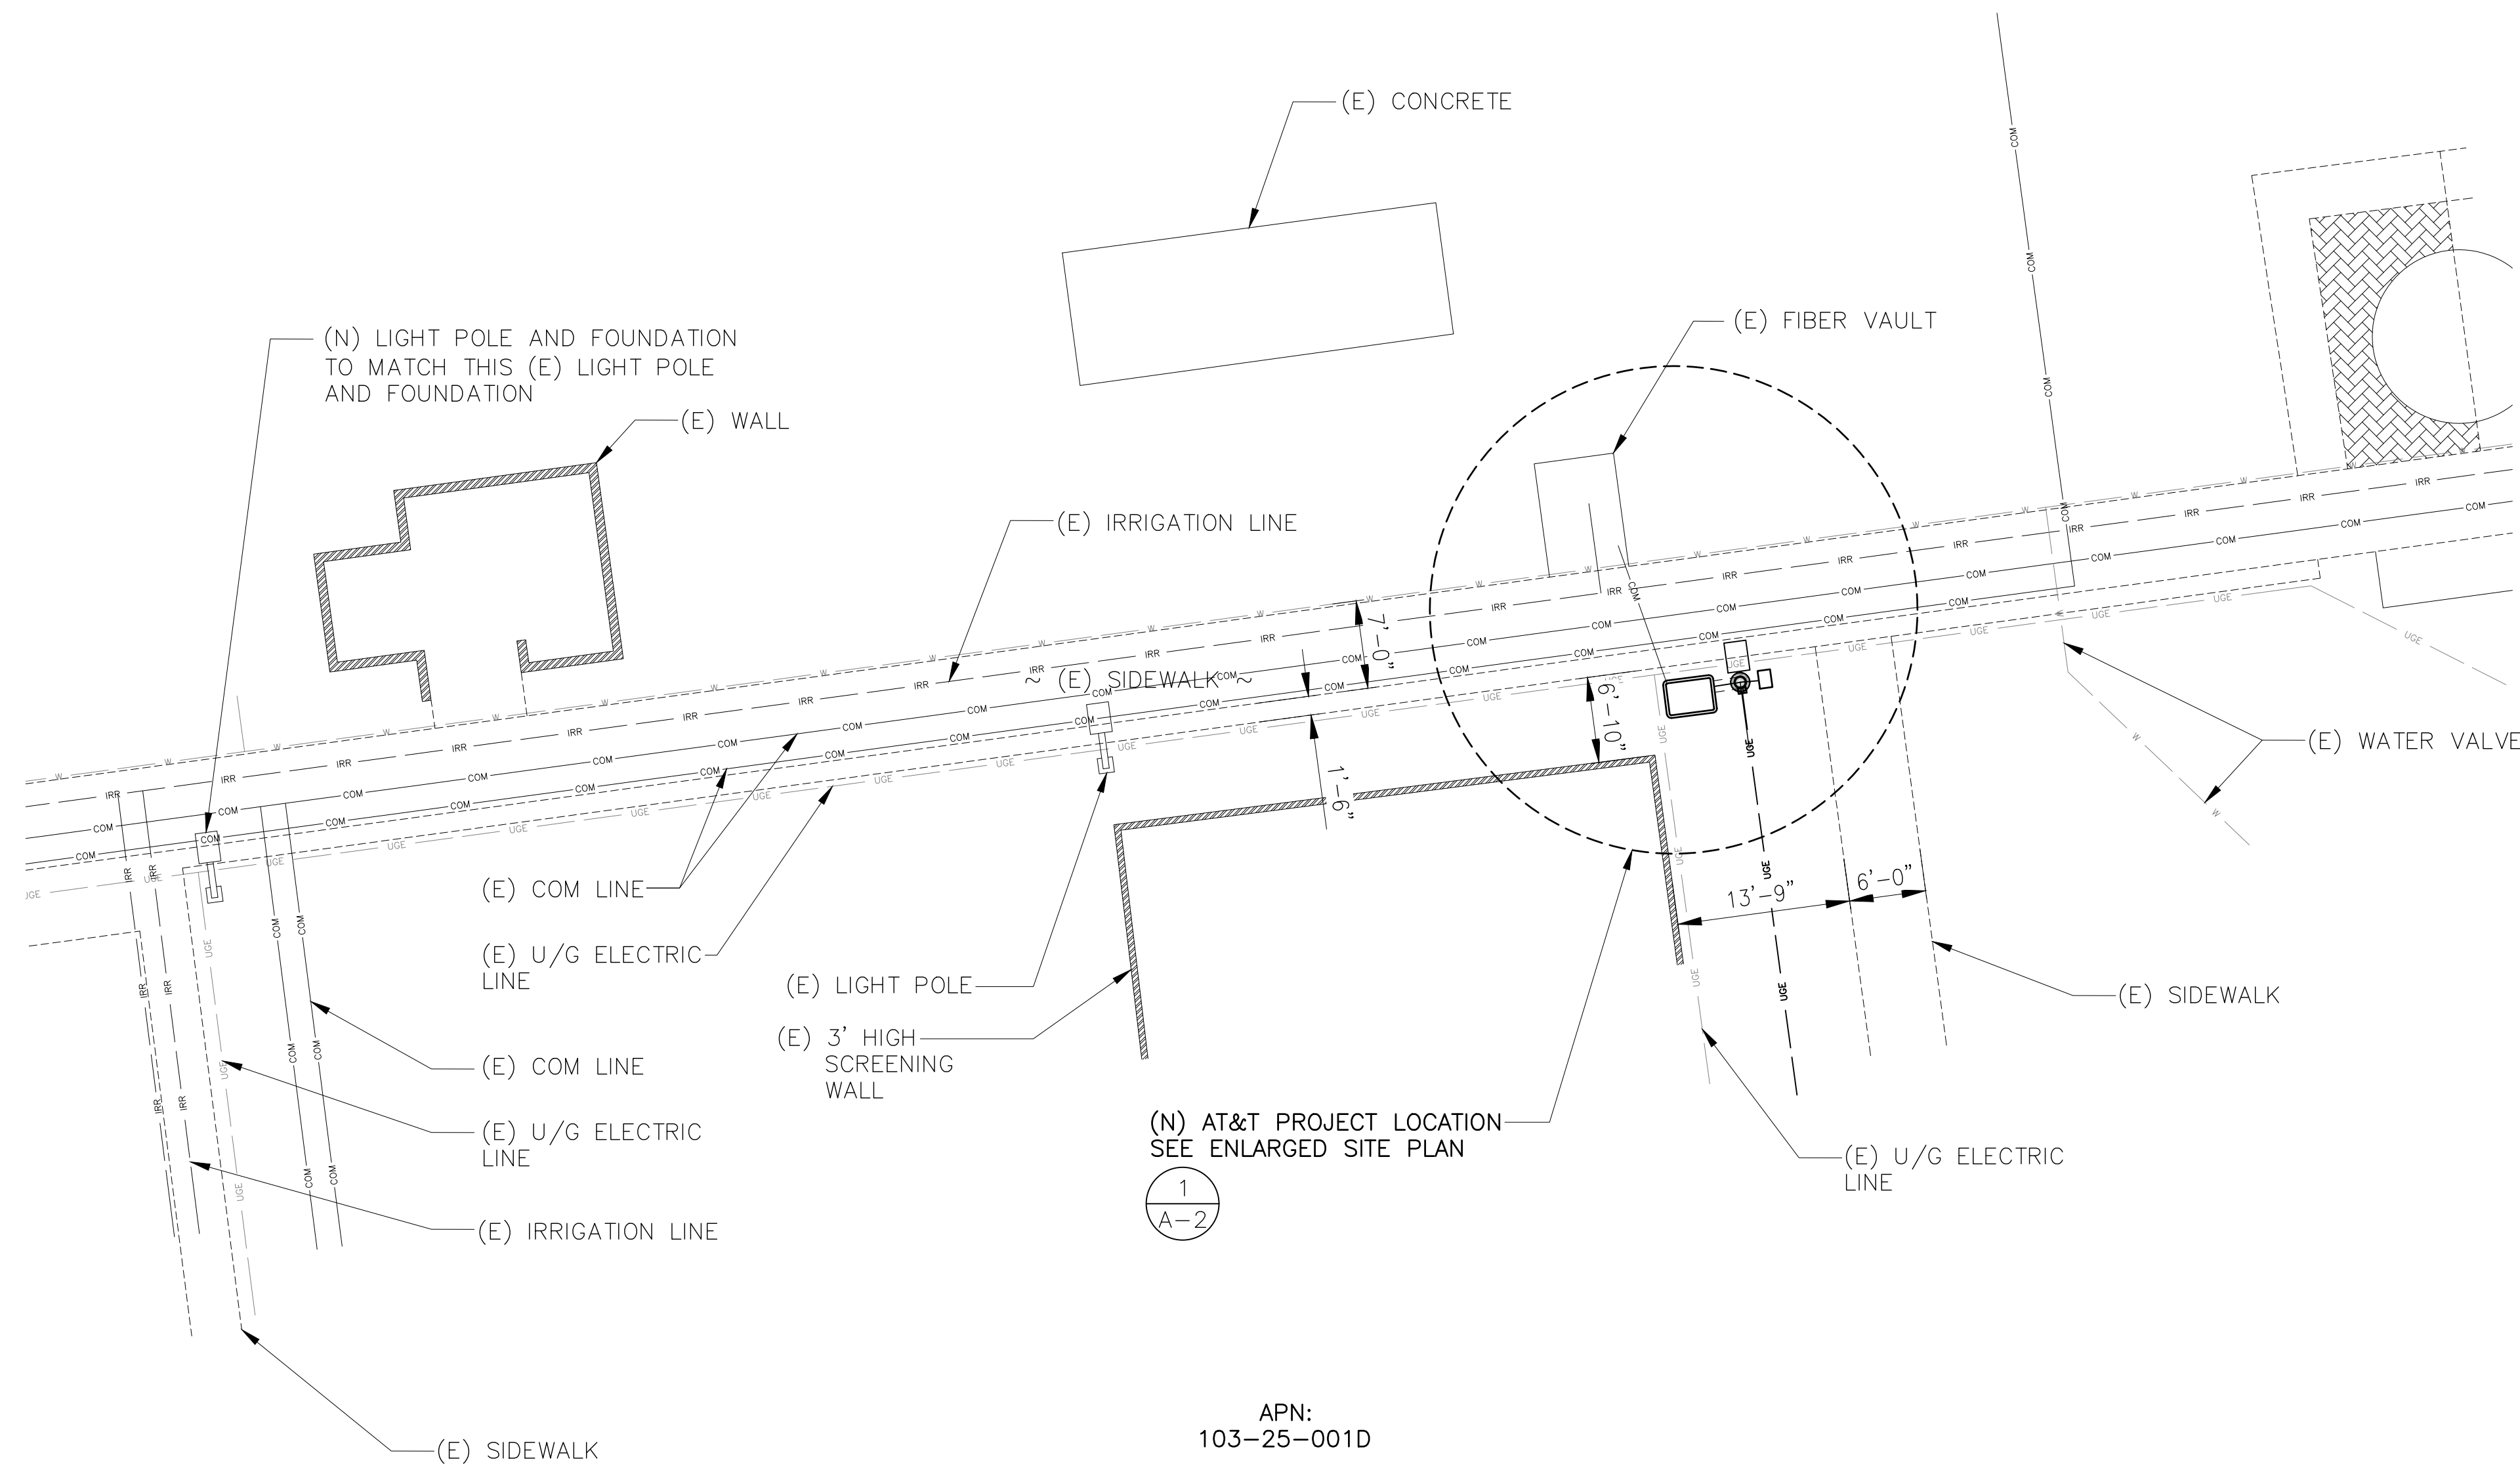 (E) CONCRETE
(E) FIBER VAULT
(N) LIGHT POLE AND FOUNDATION
TO MATCH THIS (E) LIGHT POLE
AND FOUNDATION
(E) WALL
(E) IRRIGATION LINE
~ (E) SIDEWALK ~
7'-0"
6'-10"
1'-6"
(E) WATER VALVE
(E) COM LINE
(E) U/G ELECTRIC
LINE
(E) LIGHT POLE
(E) 3' HIGH
SCREENING
WALL
13'-9"
6'-0"
(E) SIDEWALK
(E) COM LINE
(E) U/G ELECTRIC
LINE
(N) AT&T PROJECT LOCATION
SEE ENLARGED SITE PLAN
1
A-2
(E) U/G ELECTRIC
LINE
(E) IRRIGATION LINE
(E) SIDEWALK
APN:
103-25-001D
COM
IRR
UGE
W